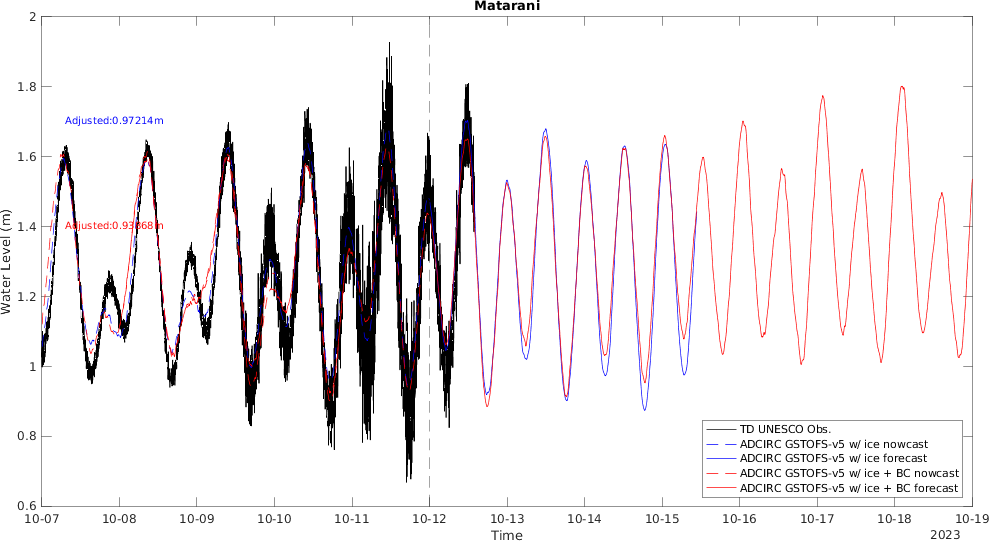 Matarani
Water Level (m)
2
1.8
1.6
1.4
1.2
1
0.8
0.6
Adjusted:0.97214m
Adjusted:0.93868m
TD UNESCO Obs.
ADCIRC GSTOFS-v5 w/ ice nowcast
ADCIRC GSTOFS-v5 w/ ice forecast
ADCIRC GSTOFS-v5 w/ ice + BC nowcast
ADCIRC GSTOFS-v5 w/ ice + BC forecast
10-07 10-08 10-09 10-10 10-11 10-12 10-13 10-14 10-15 10-16 10-17 10-18 10-19
Time
2023